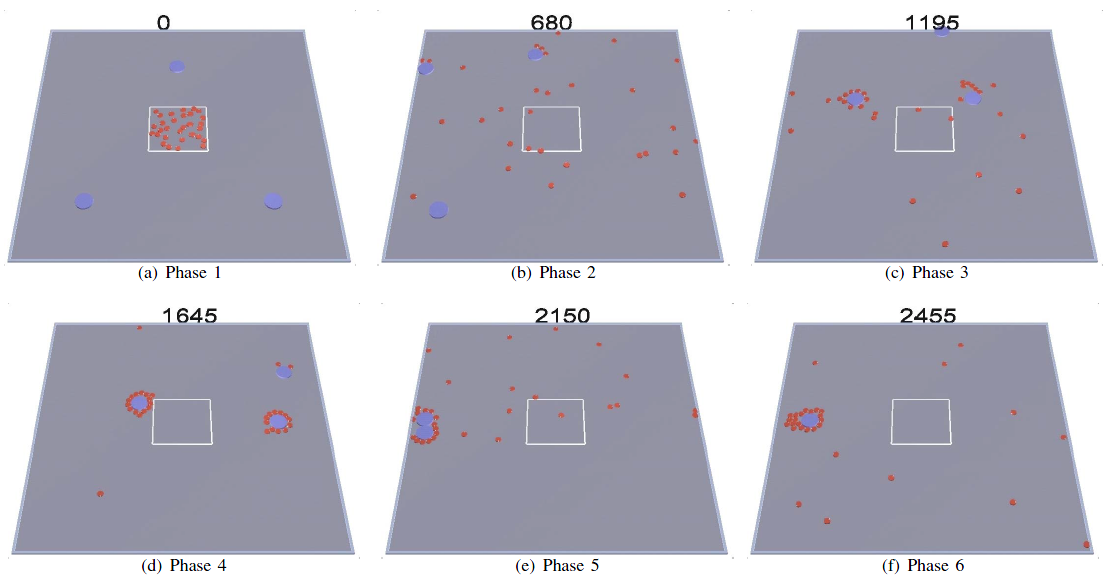 0
680
1195
(a) Phase 1
(b) Phase 2
(c) Phase 3
1645
2150
2455
(d) Phase 4
(e) Phase 5
(f) Phase 6